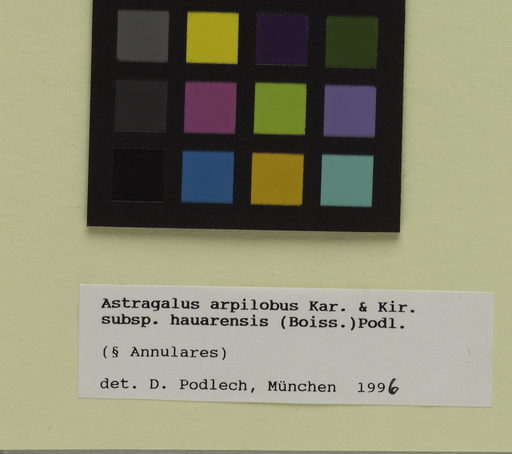 Astragalus arpilobus Kar. & Kir.
subsp. hauarensis (Boiss.)Podl.
(§ Annulares)
det. D. Podlech, München 1996